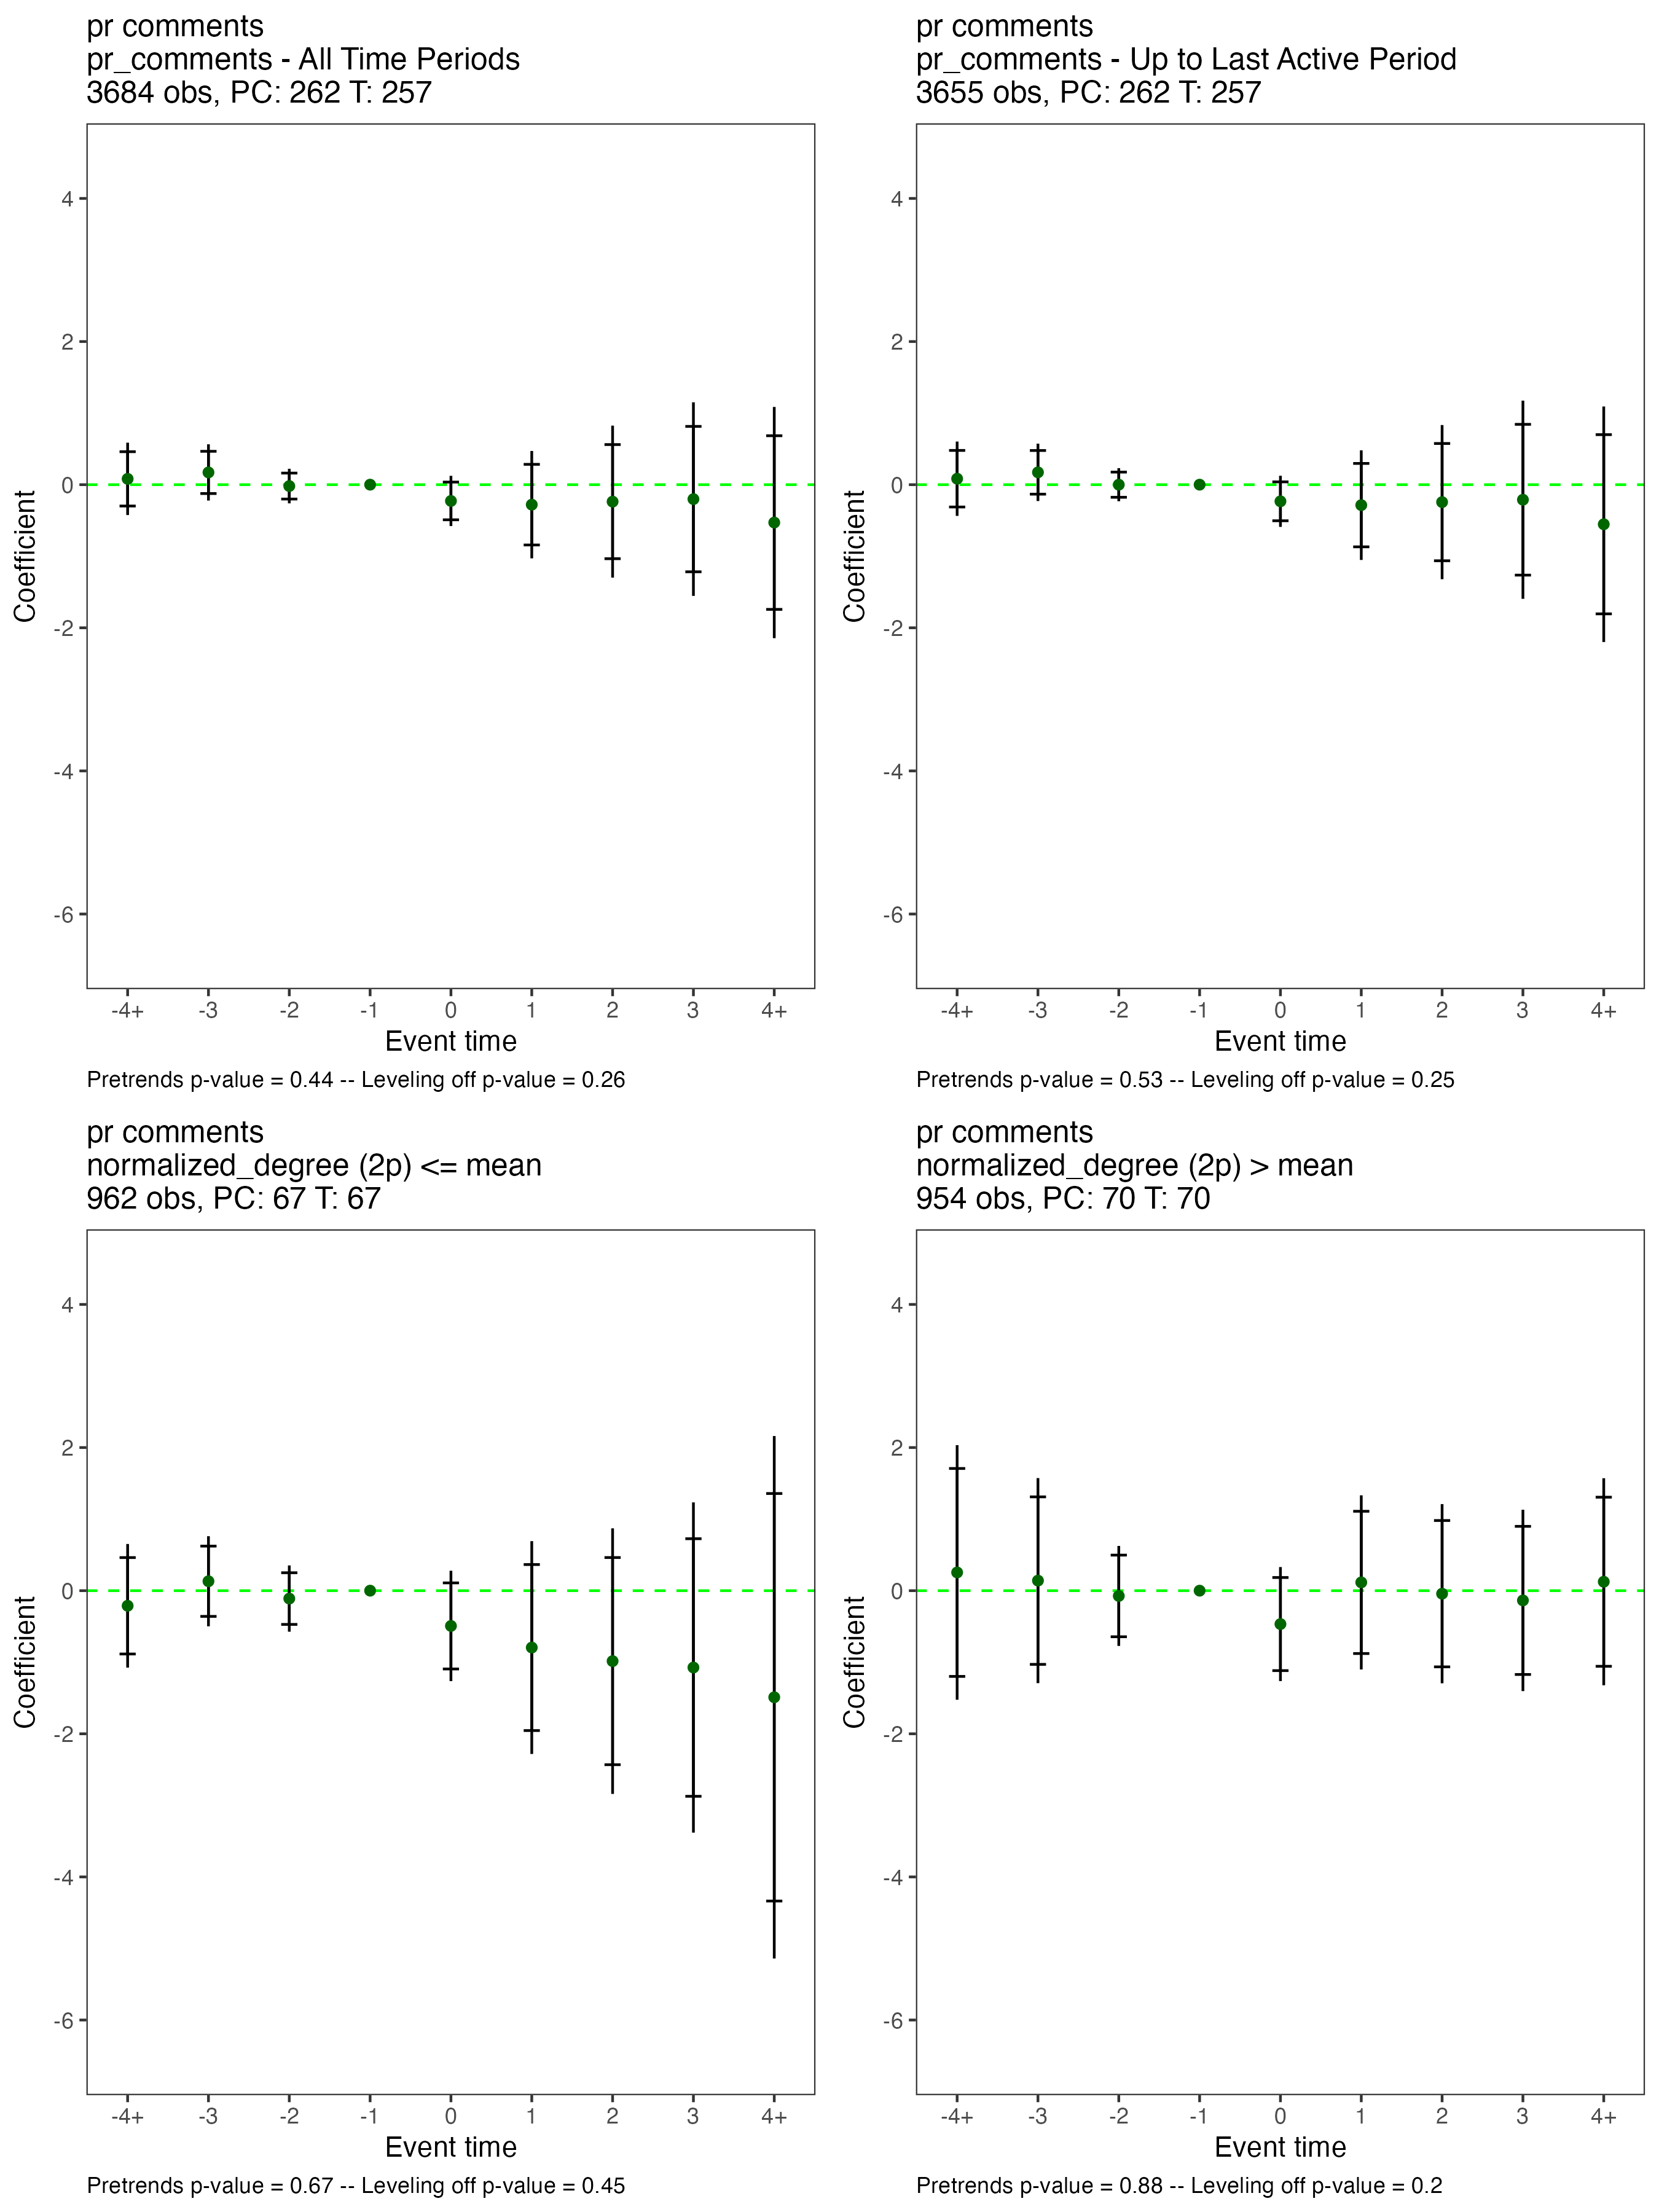 pr comments
pr_comments - All Time Periods
3684 obs, PC: 262 T: 257
4
2
0
-2
-4
-6
Coefficient
-4+ -3 -2 -1 0 1 2 3 4+
Event time
Pretrends p-value = 0.44 -- Leveling off p-value = 0.26
pr comments
pr_comments - Up to Last Active Period
3655 obs, PC: 262 T: 257
4
2
0
-2
-4
-6
Coefficient
-4+ -3 -2 -1 0 1 2 3 4+
Event time
Pretrends p-value = 0.53 -- Leveling off p-value = 0.25
pr comments
normalized_degree (2p) <= mean
962 obs, PC: 67 T: 67
4
2
0
-2
-4
-6
Coefficient
-4+ -3 -2 -1 0 1 2 3 4+
Event time
Pretrends p-value = 0.67 -- Leveling off p-value = 0.45
pr comments
normalized_degree (2p) > mean
954 obs, PC: 70 T: 70
4
2
0
-2
-4
-6
Coefficient
-4+ -3 -2 -1 0 1 2 3 4+
Event time
Pretrends p-value = 0.88 -- Leveling off p-value = 0.2